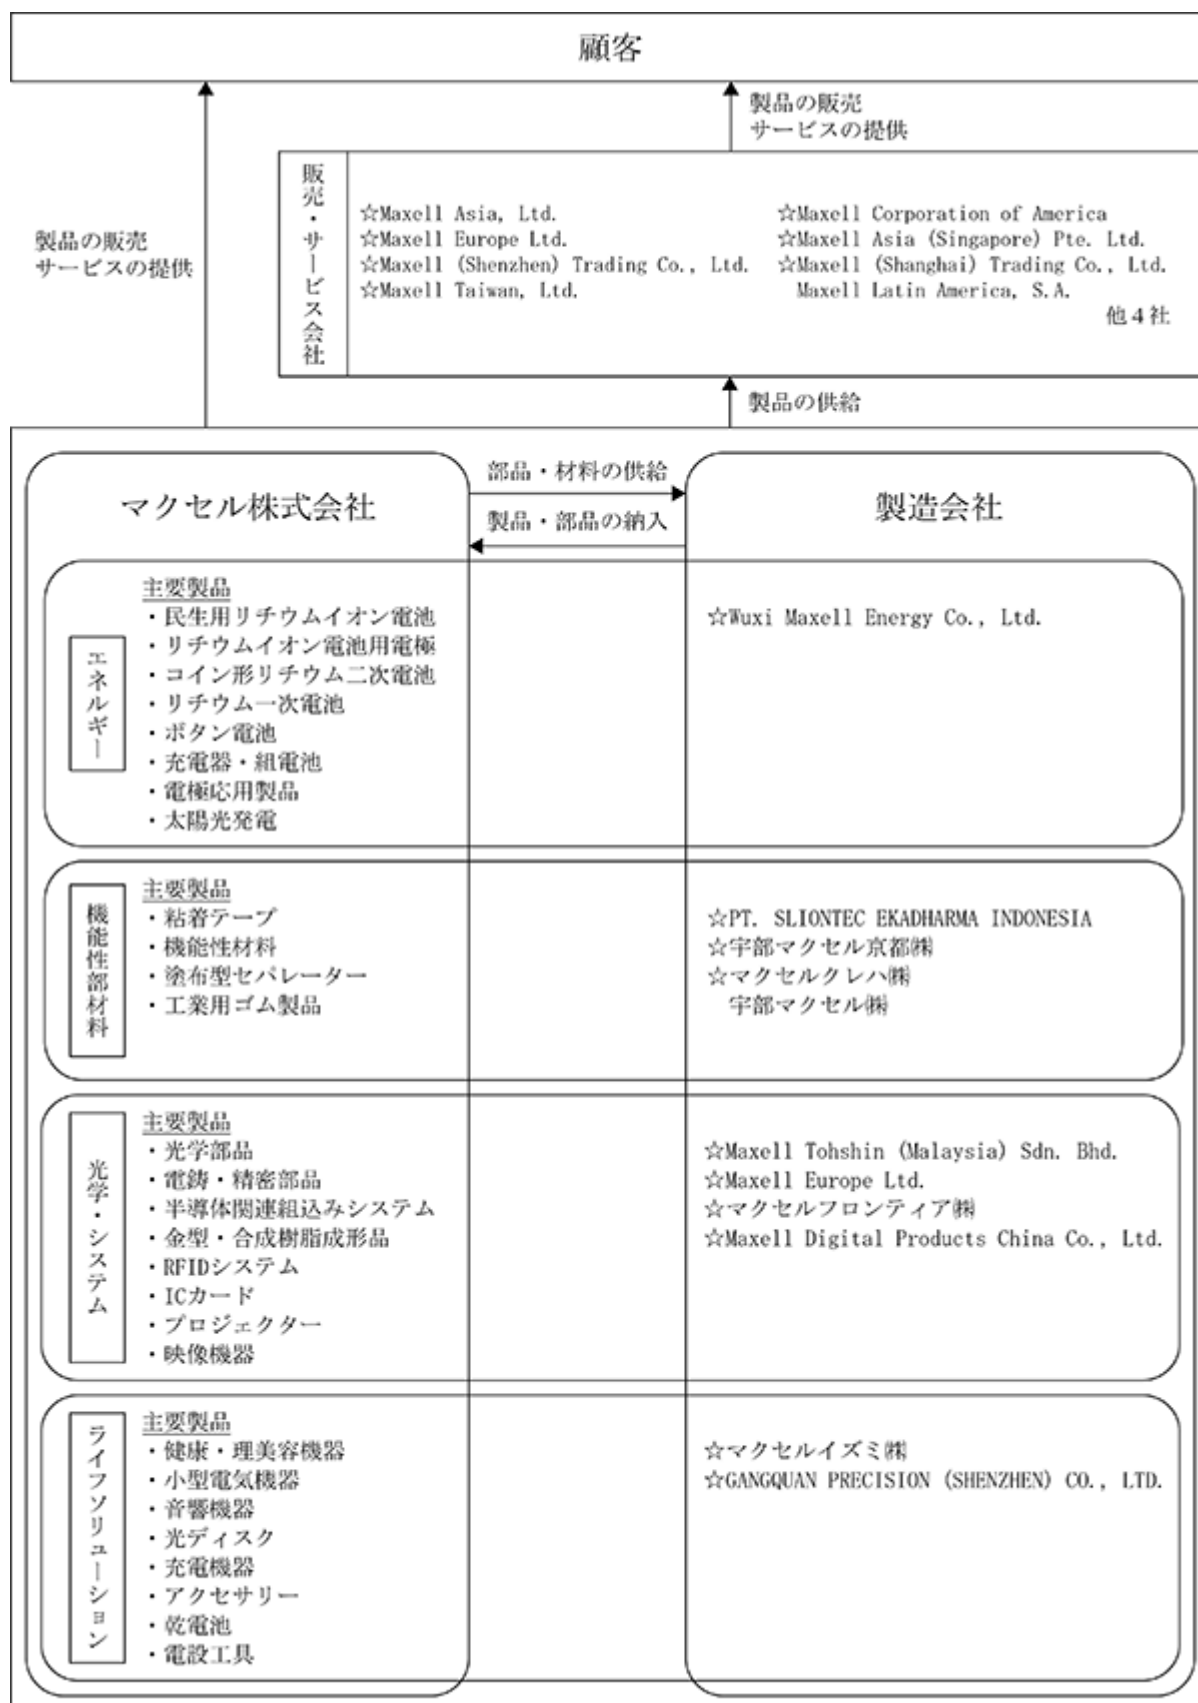 顧客
製品の販売
サービスの提供
製品の販売
サービスの提供
販売・サービス会社
☆Maxell Asia, Ltd.
☆Maxell Europe Ltd.
☆Maxell (Shenzhen) Trading Co., Ltd.
☆Maxell Taiwan, Ltd.
☆Maxell Corporation of America
☆Maxell Asia (Singapore) Pte. Ltd.
☆Maxell (Shanghai) Trading Co., Ltd.
Maxell Latin America, S.A.
他4社
製品の供給
マクセル株式会社
部品・材料の供給
製品・部品の納入
製造会社
エネルギー
主要製品
・民生用リチウムイオン電池
・リチウムイオン電池用電極
・コイン形リチウム二次電池
・リチウム一次電池
・ボタン電池
・充電器・組電池
・電極応用製品
・太陽光発電
☆Wuxi Maxell Energy Co., Ltd.
機能性部材料
主要製品
・粘着テープ
・機能性材料
・塗布型セパレーター
・工業用ゴム製品
☆PT. SLIONTEC EKADHARMA INDONESIA
☆宇部マクセル京都㈱
☆マクセルクレハ㈱
宇部マクセル㈱
光学・システム
主要製品
・光学部品
・電鋳・精密部品
・半導体関連組込みシステム
・金型・合成樹脂成形品
・RFIDシステム
・ICカード
・プロジェクター
・映像機器
☆Maxell Tohshin (Malaysia) Sdn. Bhd.
☆Maxell Europe Ltd.
☆マクセルフロンティア㈱
☆Maxell Digital Products China Co., Ltd.
ライフソリューション
主要製品
・健康・理美容機器
・小型電気機器
・音響機器
・光ディスク
・充電機器
・アクセサリー
・乾電池
・電設工具
☆マクセルイズミ㈱
☆GANGQUAN PRECISION (SHENZHEN) CO., LTD.